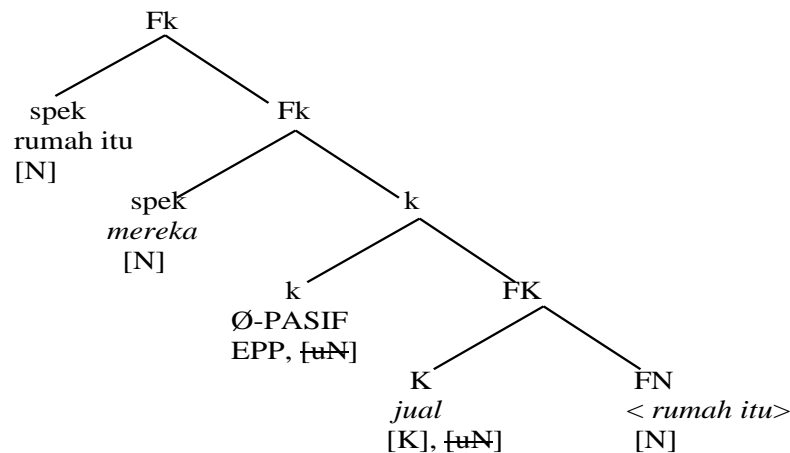 Fk
spek Fk
rumah itu
[N]
spek k
mereka
[N]
k FK
Ø-PASIF
EPP, [uN]
K FN
jual < rumah itu>
[K], [uN] [N]